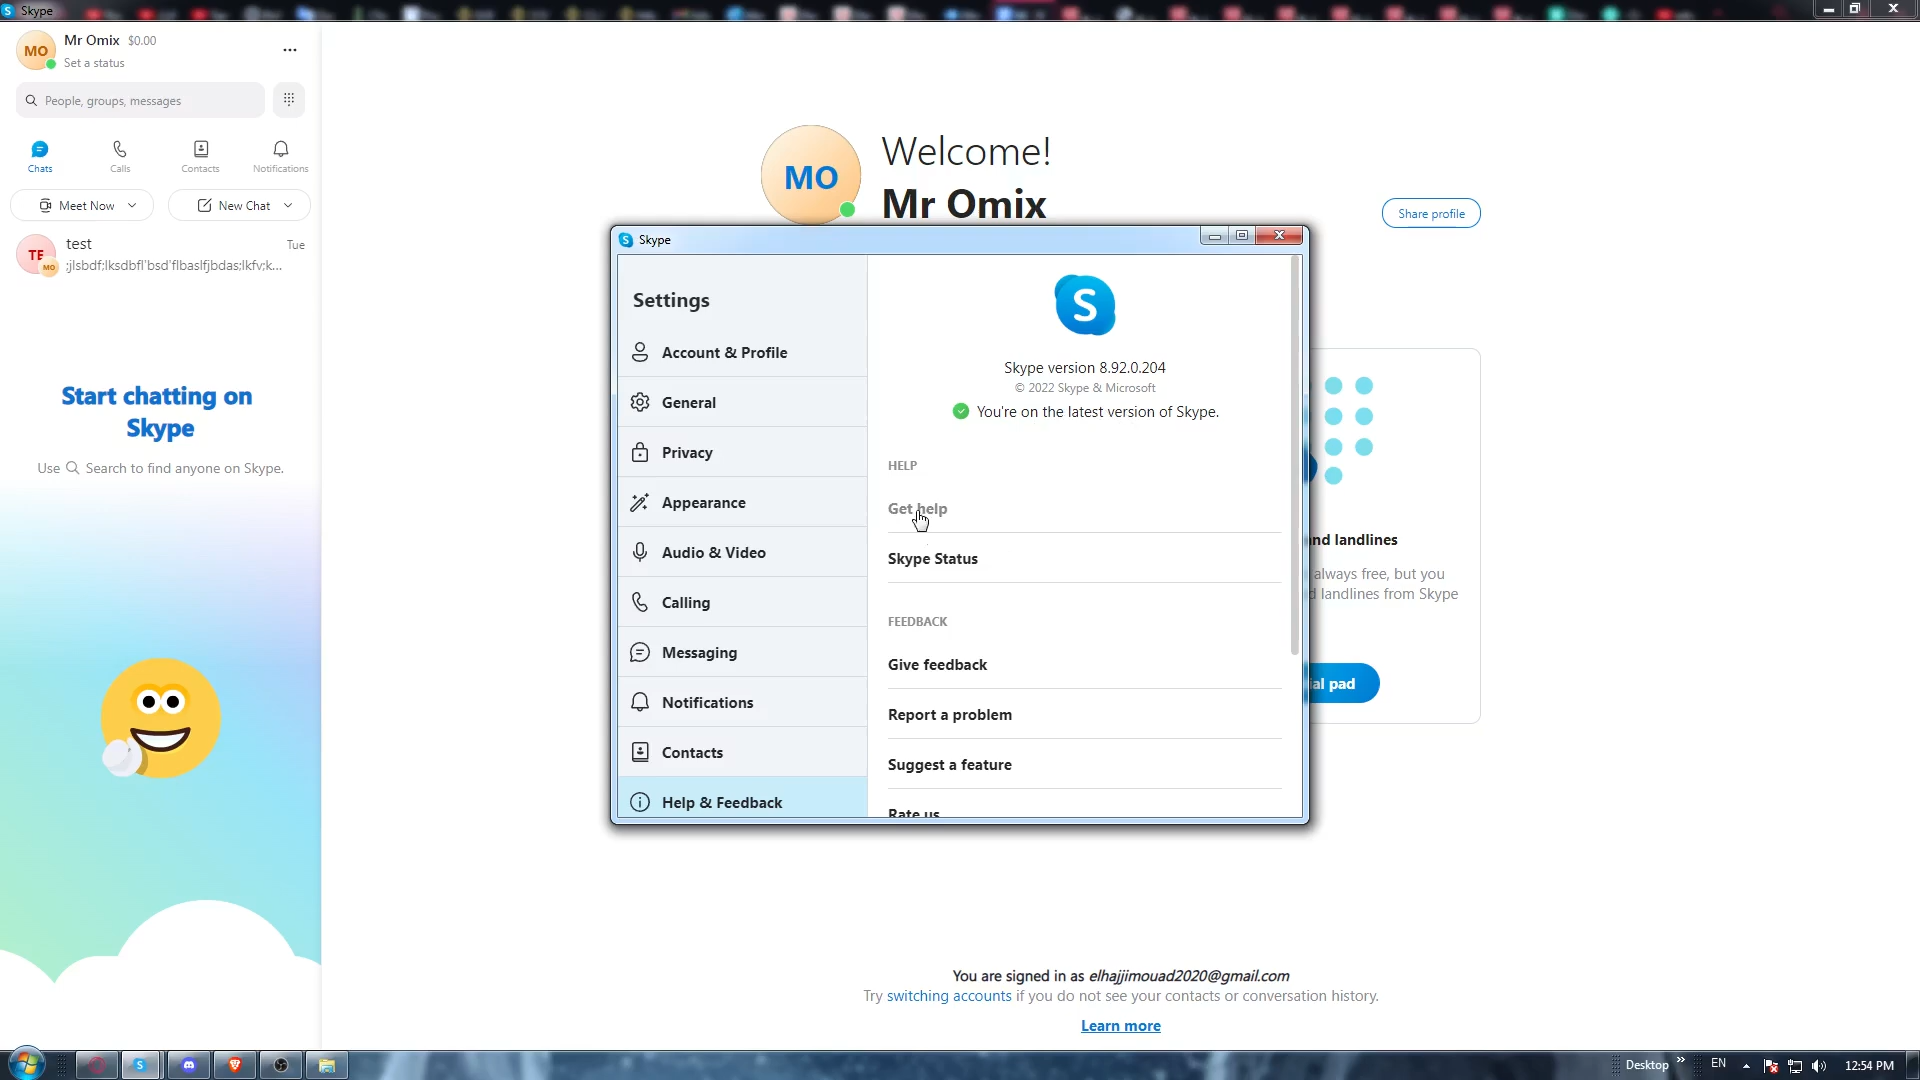 Skype
MO
Mr Omix $0.00
Set a status
People, groups, messages
Chats
Calls
Contacts
Notifications
Meet Now
New Chat
TE
MO
test
Tue
;jlsbdf;lksdbfl'bsd'flbaslfjbdas;lkfv;k...
Start chatting on
Skype
Use Search to find anyone on Skype.
MO
Welcome!
Mr Omix
Share profile
Skype
Settings
Account & Profile
General
Privacy
Appearance
Audio & Video
Calling
Messaging
Notifications
Contacts
Help & Feedback
S
Skype version 8.92.0.204
© 2022 Skype & Microsoft
You're on the latest version of Skype.
HELP
Get help
Skype Status
FEEDBACK
Give feedback
Report a problem
Suggest a feature
Rate us
nd landlines
always free, but you
d landlines from Skype
ial pad
You are signed in as elhajjimouad2020@gmail.com
Try switching accounts if you do not see your contacts or conversation history.
Learn more
Desktop
EN
12:54 PM